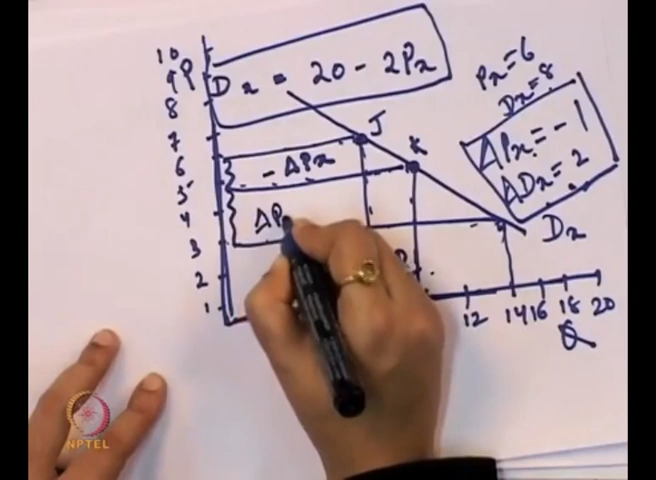 10
9 P
8
7
6
5
4
3
2
1
Dx = 20 - 2Px
Px = 6
Dx = 8
ΔPx = -1
ΔDx = 2
J
K
- ΔPx
ΔP
Dx
12 14 16 18 20
Q
NPTEL